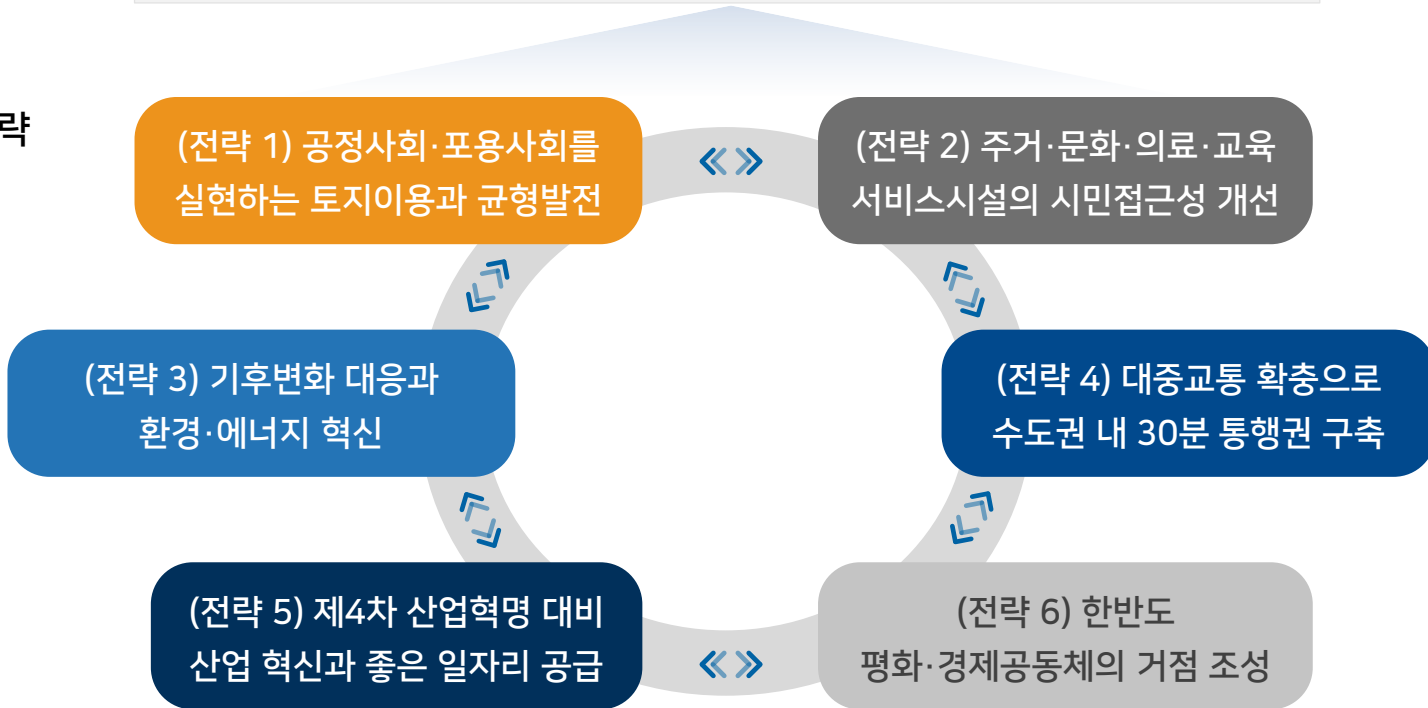 략
(전략 1) 공정사회·포용사회를
실현하는 토지이용과 균형발전
(전략 2) 주거·문화·의료·교육
서비스시설의 시민접근성 개선
(전략 3) 기후변화 대응과
환경·에너지 혁신
(전략 4) 대중교통 확충으로
수도권 내 30분 통행권 구축
(전략 5) 제4차 산업혁명 대비
산업 혁신과 좋은 일자리 공급
(전략 6) 한반도
평화·경제공동체의 거점 조성